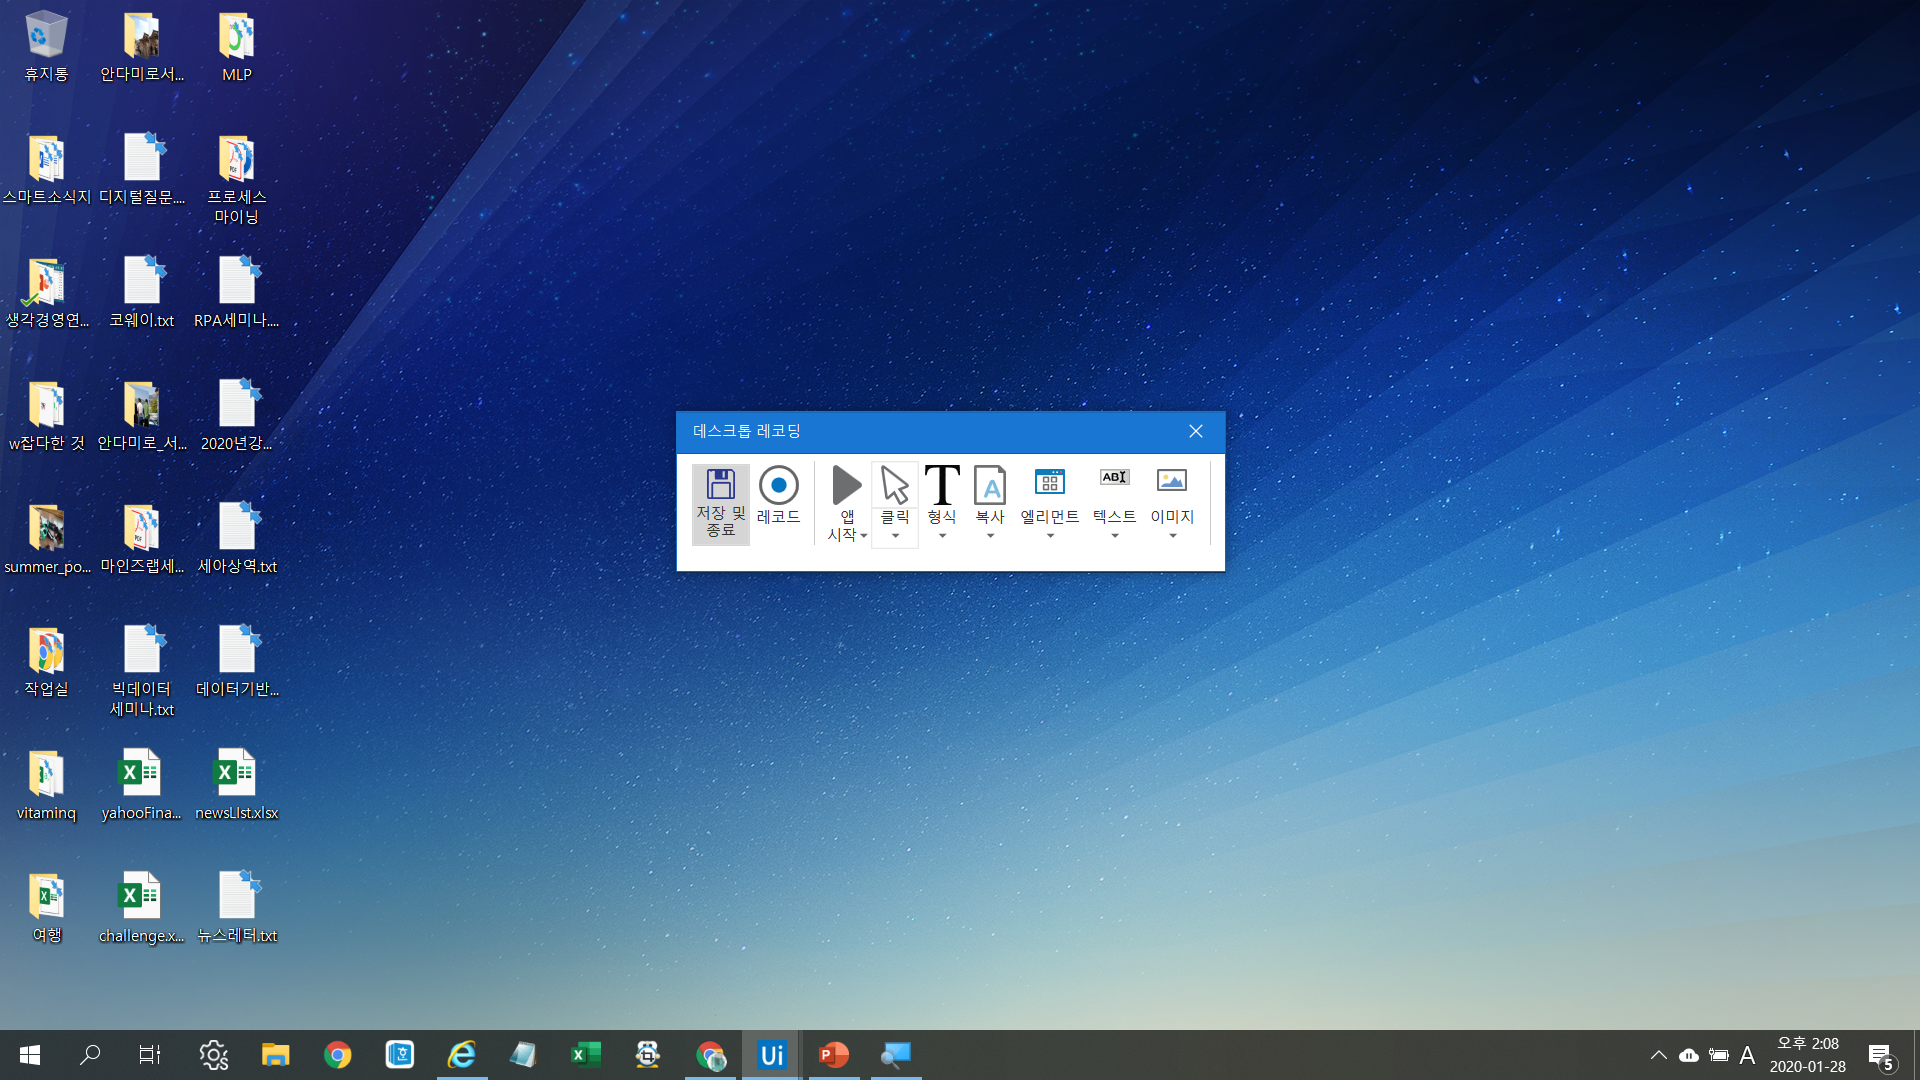 휴지통
안다미로서...
MLP
스마트소식지
디지털질문....
프로세스
마이닝
생각경영연...
코웨이.txt
RPA세미나....
w잡다한 것
안다미로_서...
2020년강...
summer_po...
마인즈랩세...
세아상역.txt
작업실
빅데이터
세미나.txt
데이터기반...
vitaminq
yahooFina...
newsLIst.xlsx
여행
challenge.x...
뉴스레터.txt
데스크톱 레코딩
저장 및
종료
레코드
앱
시작
클릭
형식
복사
엘리먼트
텍스트
이미지
Ui
A
오후 2:08
2020-01-28
5